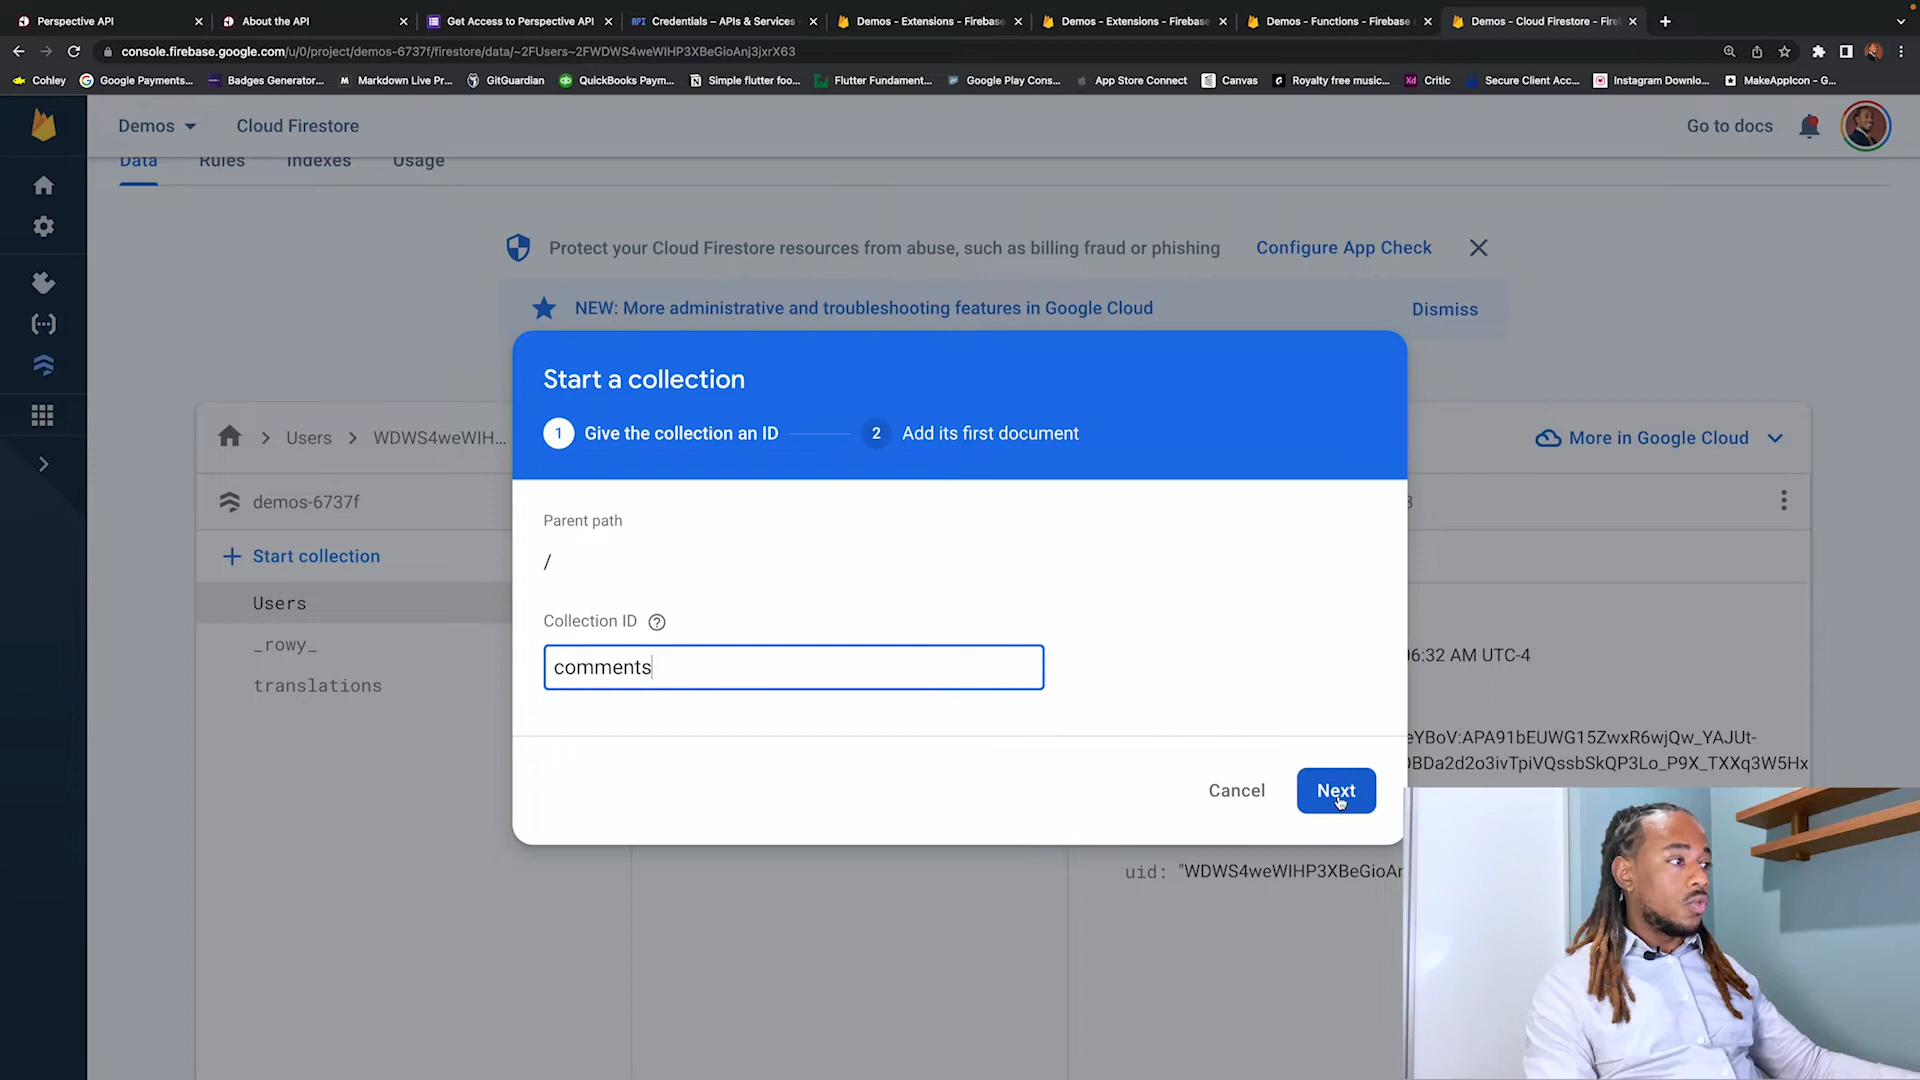 Perspective API
About the API
Get Access to Perspective API
Credentials – APIs & Services
Demos - Extensions - Firebase
Demos - Extensions - Firebase
Demos - Functions - Firebase
Demos - Cloud Firestore - Fire
console.firebase.google.com/u/0/project/demos-6737f/firestore/data/~2FUsers~2FWDWS4weWIHP3XBeGioAnj3jxrX63
Cohley
Google Payments...
Badges Generator...
Markdown Live Pr...
GitGuardian
QuickBooks Paym...
Simple flutter foo...
Flutter Fundament...
Google Play Cons...
App Store Connect
Canvas
Royalty free music...
Critic
Secure Client Acc...
Instagram Downlo...
MakeAppIcon - G...
Demos
Cloud Firestore
Go to docs
Data
Rules
Indexes
Usage
Protect your Cloud Firestore resources from abuse, such as billing fraud or phishing
Configure App Check
NEW: More administrative and troubleshooting features in Google Cloud
Dismiss
Start a collection
1 Give the collection an ID
2 Add its first document
Users
WDWS4weWIH...
More in Google Cloud
demos-6737f
Parent path
/
Start collection
Users
_rowy_
translations
Collection ID
comments
06:32 AM UTC-4
eYBoV:APA91bEUWG15ZwxR6wjQw_YAJUt-
OBDa2d2o3ivTpiVQssbSkQP3Lo_P9X_TXXq3W5Hx
Cancel
Next
uid: "WDWS4weWIHP3XBeGioAn